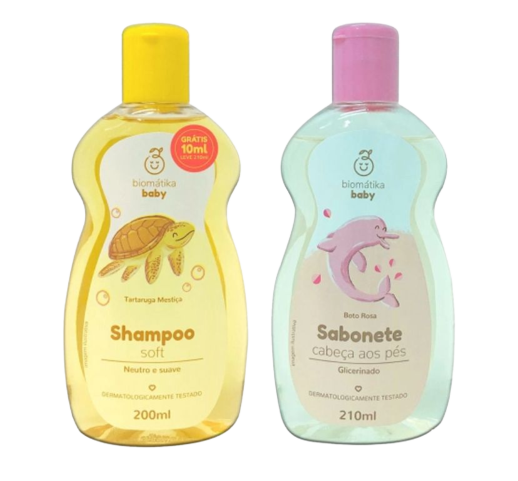 GRÁTIS
10ml
biomátika
baby
Tartaruga Mestiça
Shampoo
soft
Neutro e suave
DERMATOLOGICAMENTE TESTADO
200ml
biomátika
baby
Boto Rosa
Sabonete
cabeça aos pés
Glicerinado
DERMATOLOGICAMENTE TESTADO
210ml